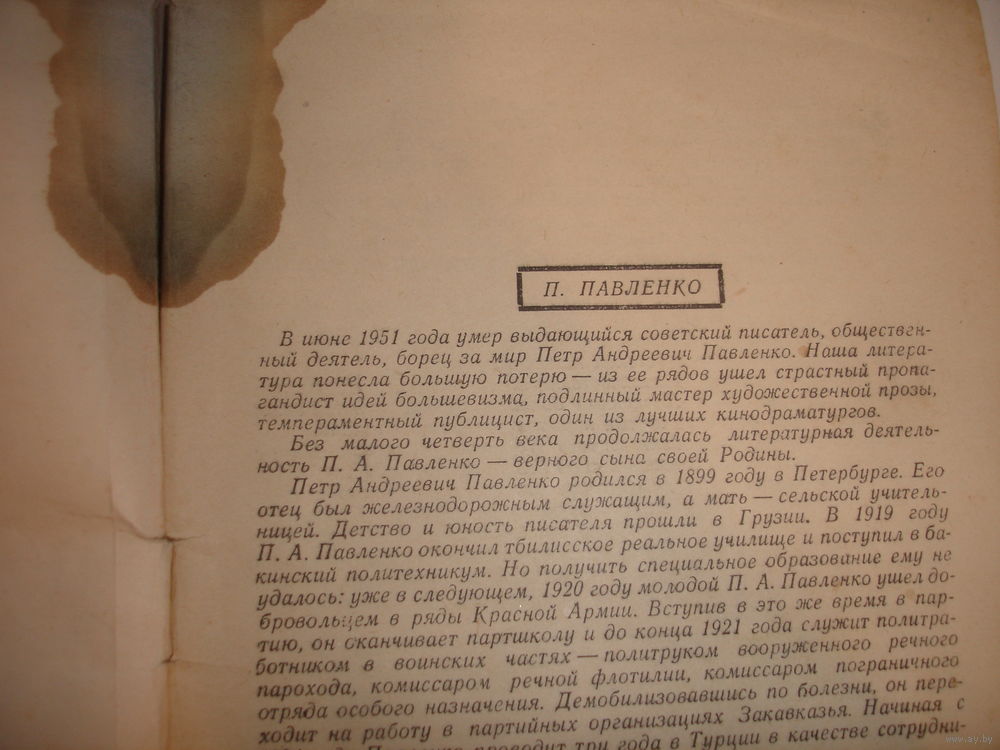 П. ПАВЛЕНКО
В июне 1951 года умер выдающийся советский писатель, обществен-
ный деятель, борец за мир Петр Андреевич Павленко. Наша литера-
тура понесла большую потерю — из ее рядов ушел страстный пропа-
гандист идей большевизма, подлинный мастер художественной прозы,
темпераментный публицист, один из лучших кинодраматургов.
Без малого четверть века продолжалась литературная деятель-
ность П. А. Павленко — верного сына своей Родины.
Петр Андреевич Павленко родился в 1899 году в Петербурге. Его
отец был железнодорожным служащим, а мать — сельской учитель-
ницей. Детство и юность писателя прошли в Грузии. В 1919 году
П. А. Павленко окончил тбилисское реальное училище и поступил в ба-
кинский политехникум. Но получить специальное образование ему не
удалось: уже в следующем, 1920 году молодой П. А. Павленко ушел до-
бровольцем в ряды Красной Армии. Вступив в это же время в пар-
тию, он оканчивает партшколу и до конца 1921 года служит политра-
ботником в воинских частях — политруком вооруженного речного
парохода, комиссаром речной флотилии, комиссаром пограничного
отряда особого назначения. Демобилизовавшись по болезни, он пере-
ходит на работу в партийных организациях Закавказья. Начиная с
проводит три года в Турции в качестве сотрудни-
www.ay.by